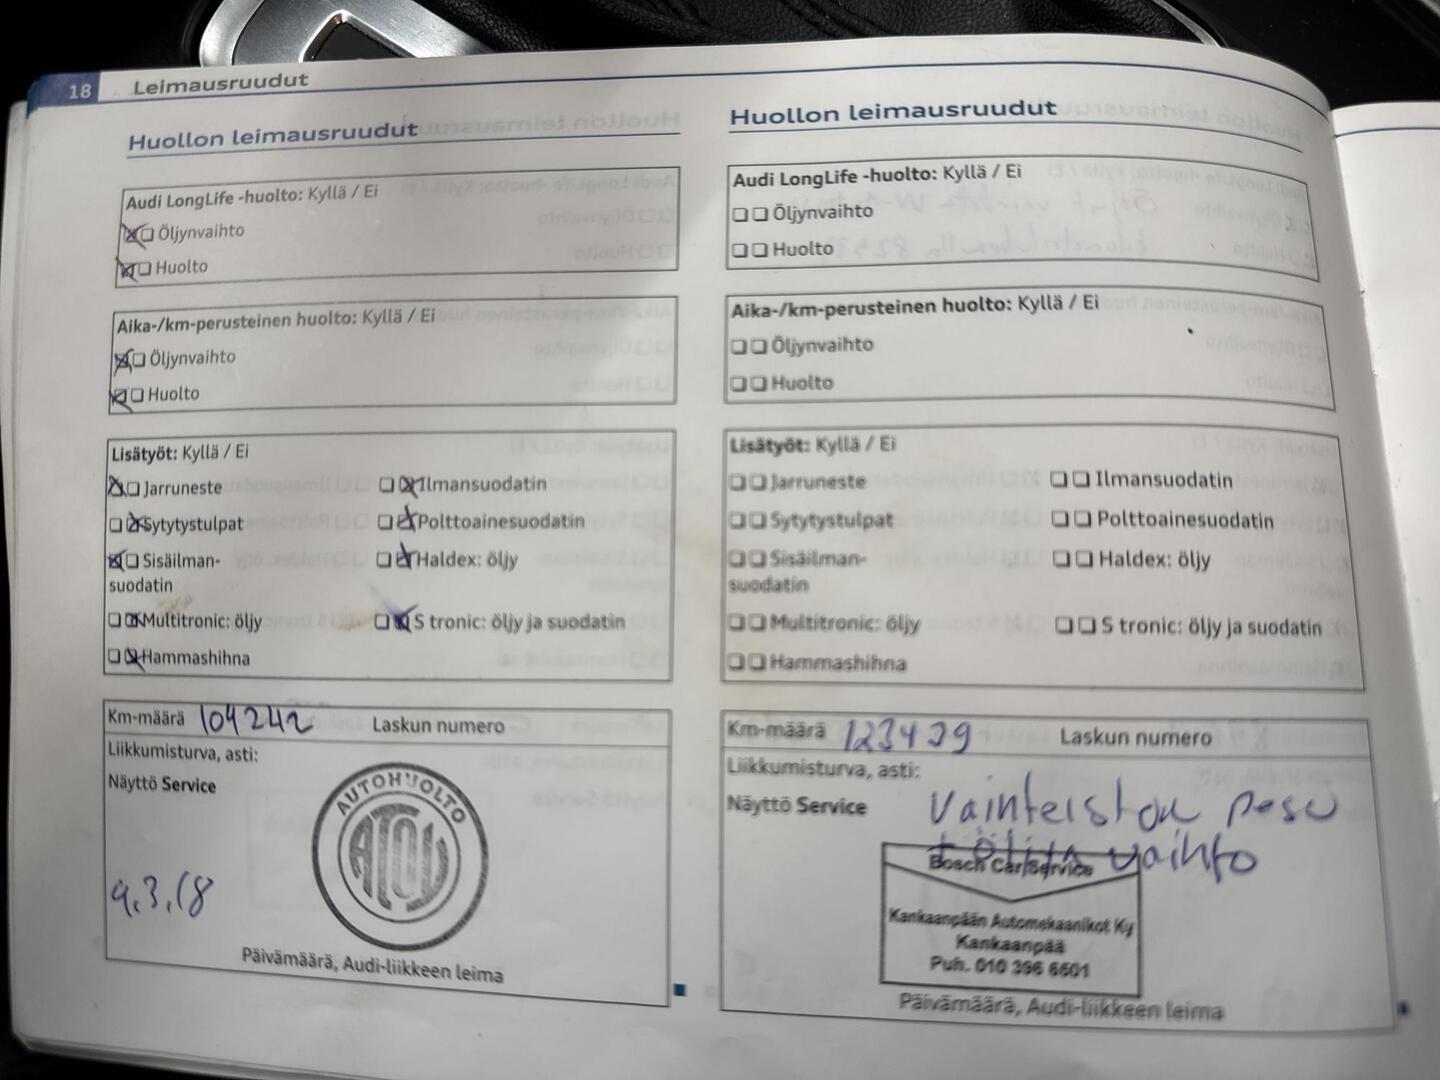 18 Leimausruudut
Huollon leimausruudut
Audi LongLife -huolto: Kyllä / Ei
Öljynvaihto
Huolto
Aika-/km-perusteinen huolto: Kyllä / Ei
Öljynvaihto
Huolto
Lisätyöt: Kyllä / Ei
Jarruneste
Ilmansuodatin
Sytytystulpat
Polttoainesuodatin
Sisäilman-
suodatin
Haldex: öljy
Multitronic: öljy
S tronic: öljy ja suodatin
Hammashihna
Km-määrä 104242 Laskun numero
Liikkumisturva, asti:
Näyttö Service
AUTOHUOLTO
ATOY
9.3.18
Päivämäärä, Audi-liikkeen leima
Huollon leimausruudut
Audi LongLife -huolto: Kyllä / Ei
Öljynvaihto
Huolto
Aika-/km-perusteinen huolto: Kyllä / Ei
Öljynvaihto
Huolto
Lisätyöt: Kyllä / Ei
Jarruneste
Ilmansuodatin
Sytytystulpat
Polttoainesuodatin
Sisäilman-
suodatin
Haldex: öljy
Multitronic: öljy
S tronic: öljy ja suodatin
Hammashihna
Km-määrä 123439 Laskun numero
Liikkumisturva, asti:
Näyttö Service
Vaihteiston pesu
+ öljyn vaihto
Bosch Car Service
Kankaanpään Automekaanikot Ky
Kankaanpää
Puh. 010 396 6501
Päivämäärä, Audi-liikkeen leima